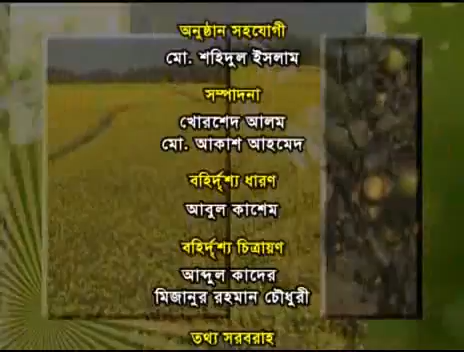 অনুষ্ঠান সহযোগী
মো. শহিদুল ইসলাম
সম্পাদনা
খোরশেদ আলম
মো. আকাশ আহমেদ
বহির্দৃশ্য ধারণ
আবুল কাশেম
বহির্দৃশ্য চিত্রায়ণ
আব্দুল কাদের
মিজানুর রহমান চৌধুরী
তথ্য সরবরাহ